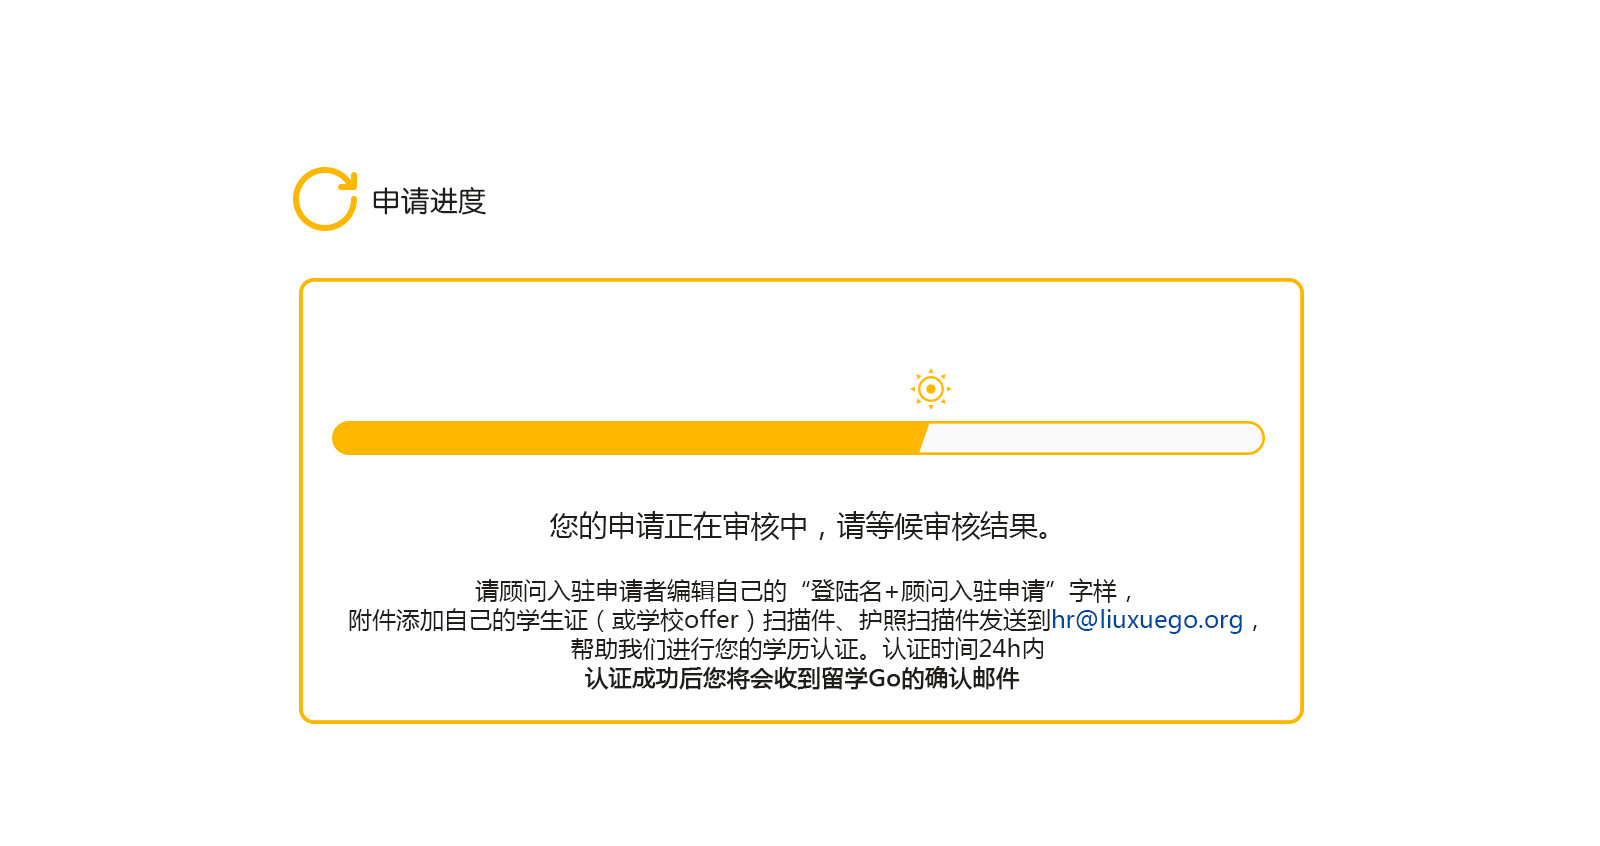 申请进度
您的申请正在审核中，请等候审核结果。
请顾问入驻申请者编辑自己的“登陆名+顾问入驻申请”字样，
附件添加自己的学生证（或学校offer）扫描件、护照扫描件发送到hr@liuxuego.org，
帮助我们进行您的学历认证。认证时间24h内
认证成功后您将会收到留学Go的确认邮件